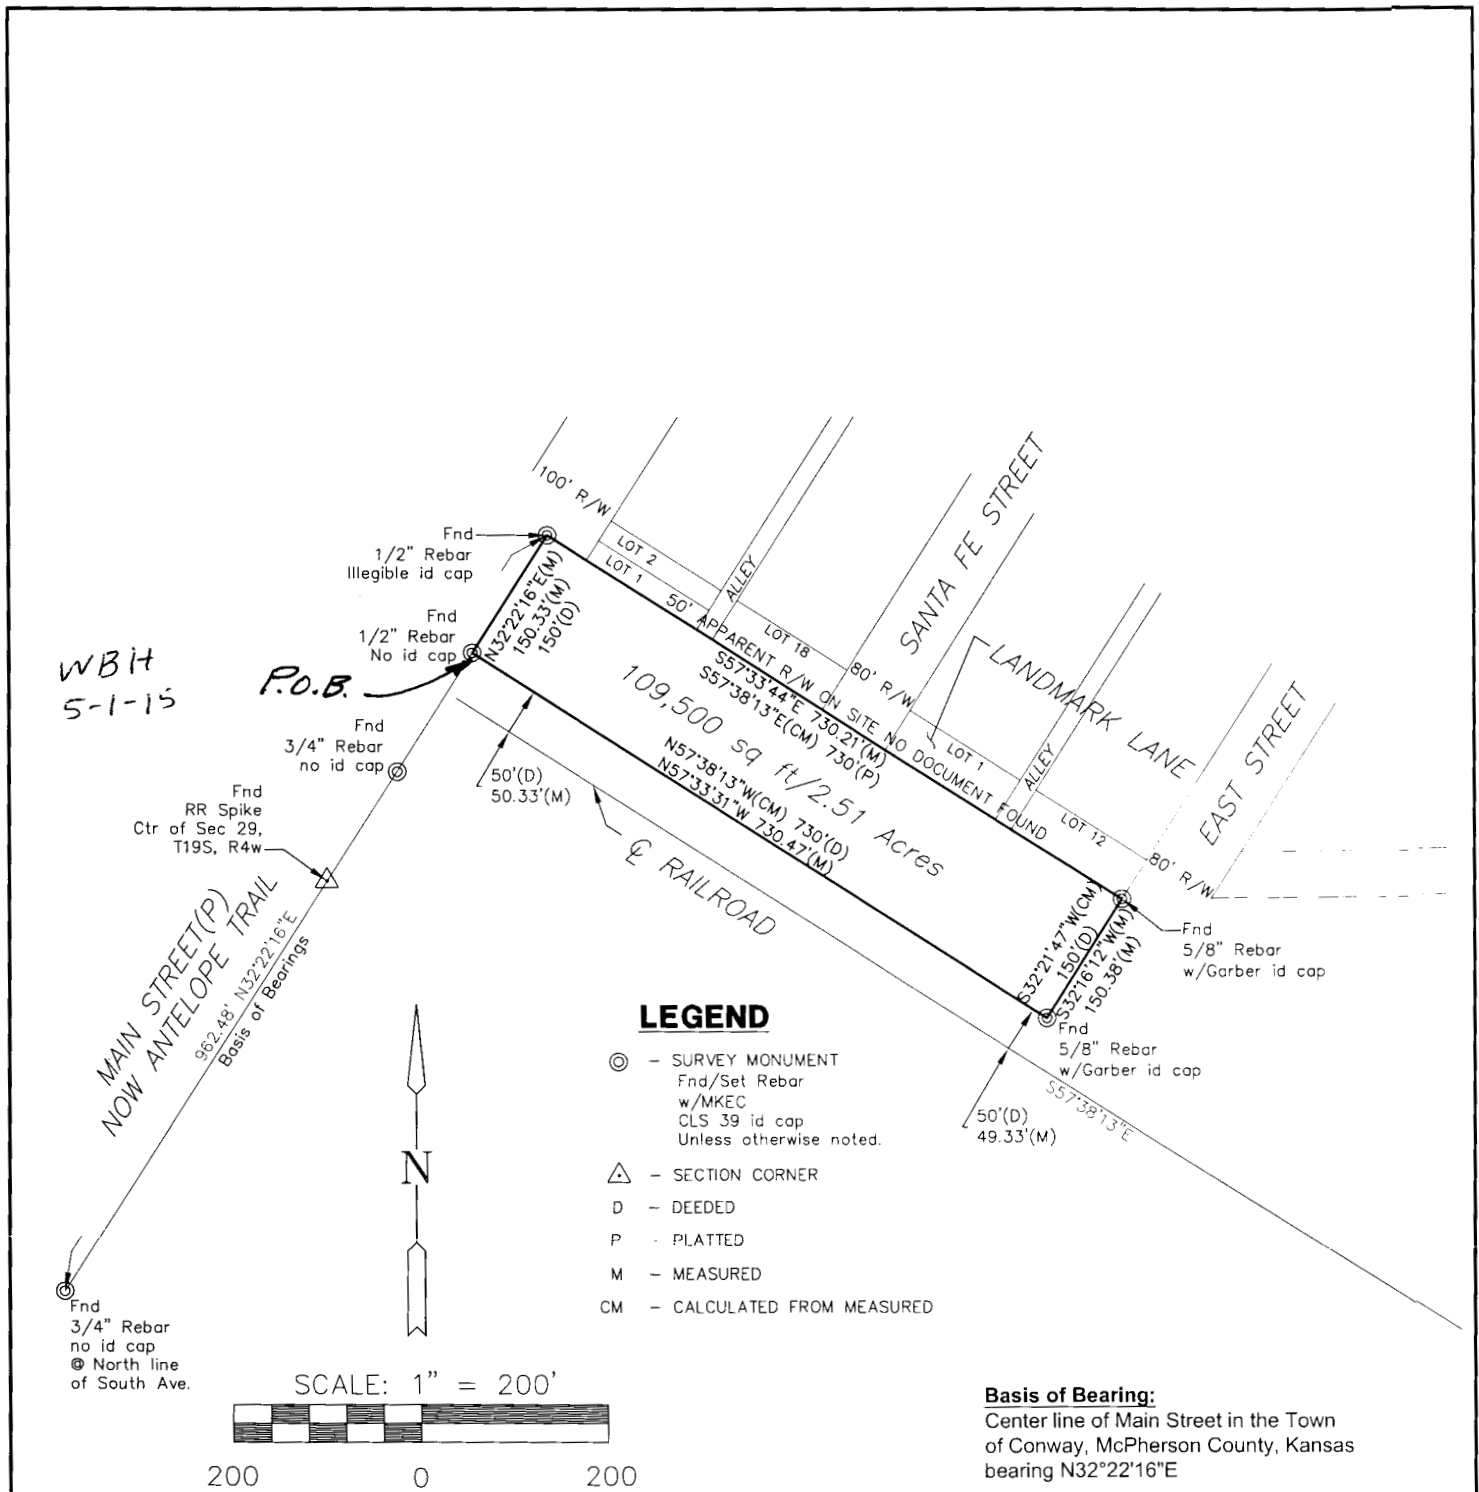 100' R/W
Fnd
1/2" Rebar
Illegible id cap
Fnd
1/2" Rebar
No id cap
WBH
5-1-15
P.O.B.
Fnd
3/4" Rebar
no id cap
Fnd
RR Spike
Ctr of Sec 29,
T19S, R4w
MAIN STREET(P)
NOW ANTELOPE TRAIL
962.48' N32°22'16"E
Basis of Bearings
Fnd
3/4" Rebar
no id cap
@ North line
of South Ave.
N32°22'16"E(M)
150.33'(M)
150'(D)
LOT 2
LOT 1
ALLEY
LOT 18
SANTA FE STREET
80' R/W
LANDMARK LANE
LOT 1
ALLEY
LOT 12
EAST STREET
80' R/W
50' APPARENT R/W ON SITE NO DOCUMENT FOUND
S57°33'44"E 730.21'(M)
S57°38'13"E(CM) 730'(P)
109,500 sq ft/2.51 Acres
N57°38'13"W(CM) 730'(D)
N57°33'31"W 730.47'(M)
50'(D)
50.33'(M)
℄ RAILROAD
S32°21'47"W(CM)
150'(D)
S32°16'12"W(M)
150.38'(M)
Fnd
5/8" Rebar
w/Garber id cap
Fnd
5/8" Rebar
w/Garber id cap
50'(D)
49.33'(M)
S57°38'13"E
LEGEND
– SURVEY MONUMENT
Fnd/Set Rebar
w/MKEC
CLS 39 id cap
Unless otherwise noted.
– SECTION CORNER
D – DEEDED
P - PLATTED
M – MEASURED
CM – CALCULATED FROM MEASURED
N
SCALE: 1" = 200'
200 0 200
Basis of Bearing:
Center line of Main Street in the Town
of Conway, McPherson County, Kansas
bearing N32°22'16"E